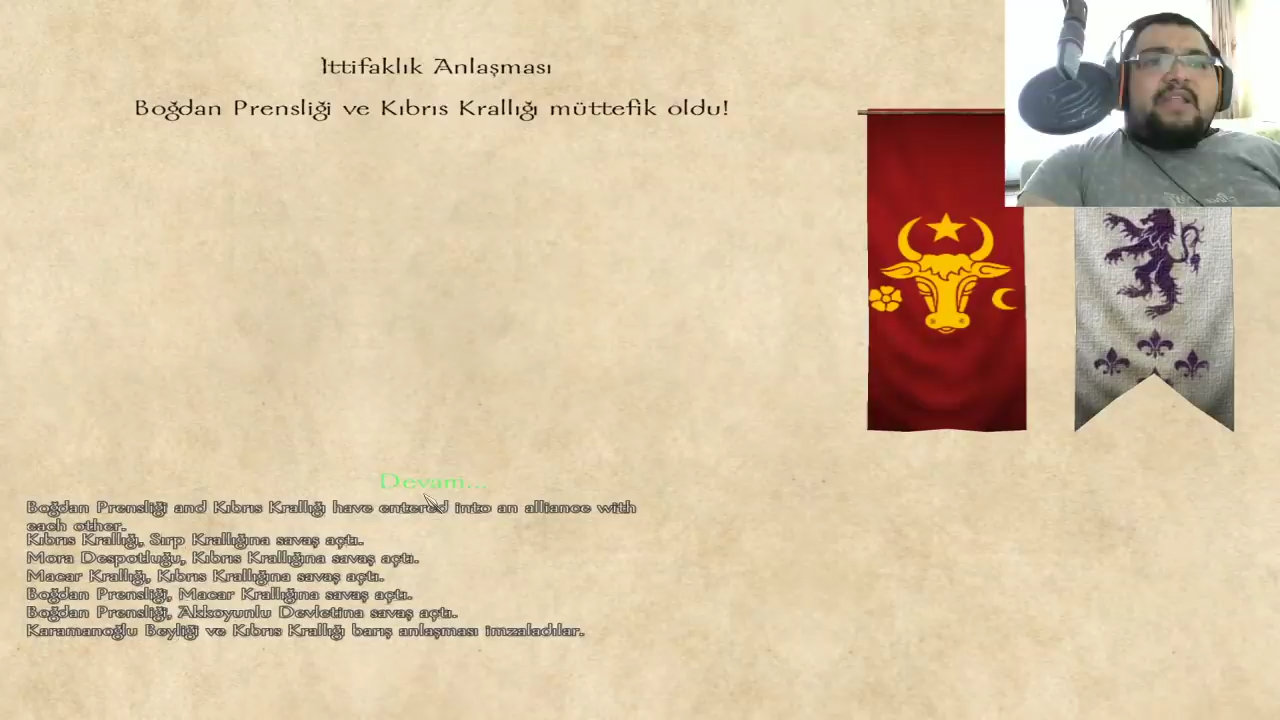 İttifaklık Anlaşması
Boğdan Prensliği ve Kıbrıs Krallığı müttefik oldu!
Devam...
Boğdan Prensliği and Kıbrıs Krallığı have entered into an alliance with
each other.
Kıbrıs Krallığı, Sırp Krallığına savaş açtı.
Mora Despotluğu, Kıbrıs Krallığına savaş açtı.
Macar Krallığı, Kıbrıs Krallığına savaş açtı.
Boğdan Prensliği, Macar Krallığına savaş açtı.
Boğdan Prensliği, Akkoyunlu Devletina savaş açtı.
Karamanoğlu Beyliği ve Kıbrıs Krallığı barış anlaşması imzaladılar.